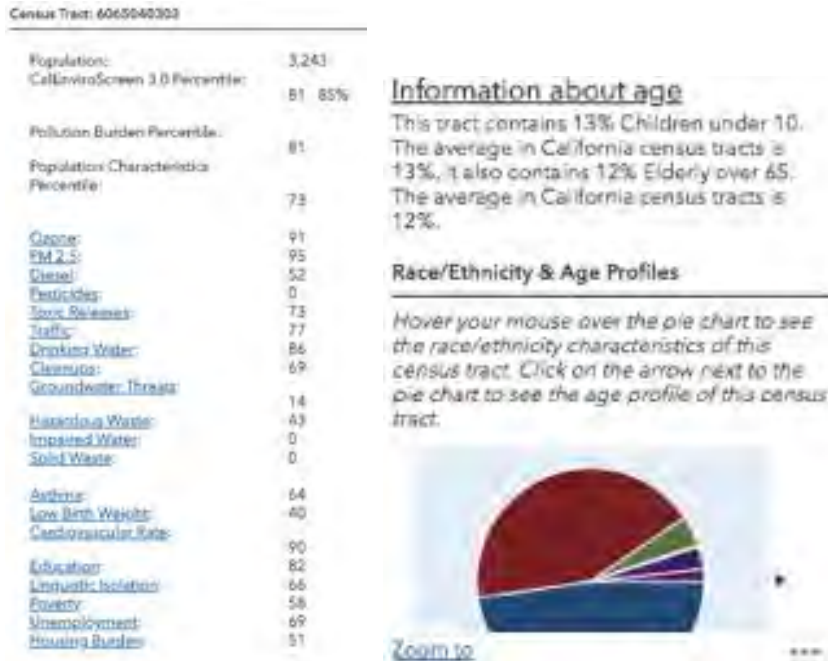 Census Tract: 6065040303
Population: 3,243
CalEnviroScreen 3.0 Percentile:
81 85%
Pollution Burden Percentile:
81
Population Characteristics
Percentile:
73
Ozone: 91
PM 2.5: 95
Diesel: 52
Pesticides: 0
Toxic Releases: 73
Traffic: 77
Drinking Water: 86
Cleanups: 69
Groundwater Threats:
14
Hazardous Waste: 43
Impaired Water: 0
Solid Waste: 0
Asthma: 64
Low Birth Weight: 40
Cardiovascular Rate:
90
Education: 82
Linguistic Isolation: 66
Poverty: 58
Unemployment: 69
Housing Burden: 51
Information about age
This tract contains 13% Children under 10.
The average in California census tracts is
13%, it also contains 12% Elderly over 65.
The average in California census tracts is
12%.
Race/Ethnicity & Age Profiles
Hover your mouse over the pie chart to see
the race/ethnicity characteristics of this
census tract. Click on the arrow next to the
pie chart to see the age profile of this census
tract.
Zoom to